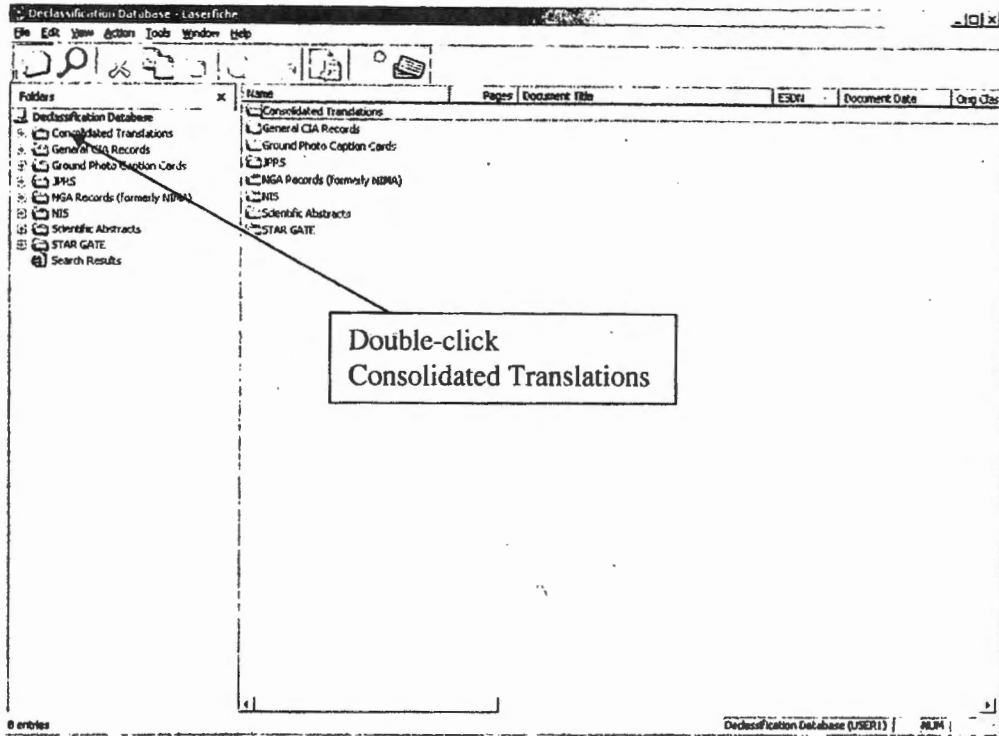 Declassification Database - Laserfiche
File Edit View Action Tools Window Help
Folders x
Declassification Database
Consolidated Translations
General CIA Records
Ground Photo Caption Cards
JPRS
NGA Records (formerly NIMA)
NIS
Scientific Abstracts
STAR GATE
Search Results
Name Pages Document Title ESDN Document Date Orig Clas
Consolidated Translations
General CIA Records
Ground Photo Caption Cards
JPRS
NGA Records (formerly NIMA)
NIS
Scientific Abstracts
STAR GATE
Double-click
Consolidated Translations
8 entries Declassification Database (USER1) NUM